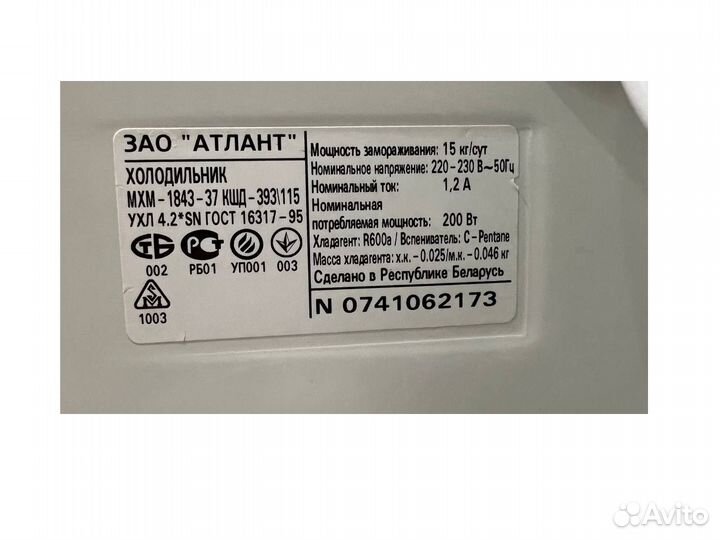 ЗАО "АТЛАНТ"
ХОЛОДИЛЬНИК
МХМ-1843-37 КШД-393\115
УХЛ 4.2*SN ГОСТ 16317-95
002 РБ01 УП001 003
1003
Мощность замораживания: 15 кг/сут
Номинальное напряжение: 220-230 В~50Гц
Номинальный ток: 1,2 А
Номинальная
потребляемая мощность: 200 Вт
Хладагент: R600a / Вспениватель: C-Pentane
Масса хладагента: х.к.-0.025/м.к.-0.046 кг
Сделано в Республике Беларусь
N 0741062173
Avito